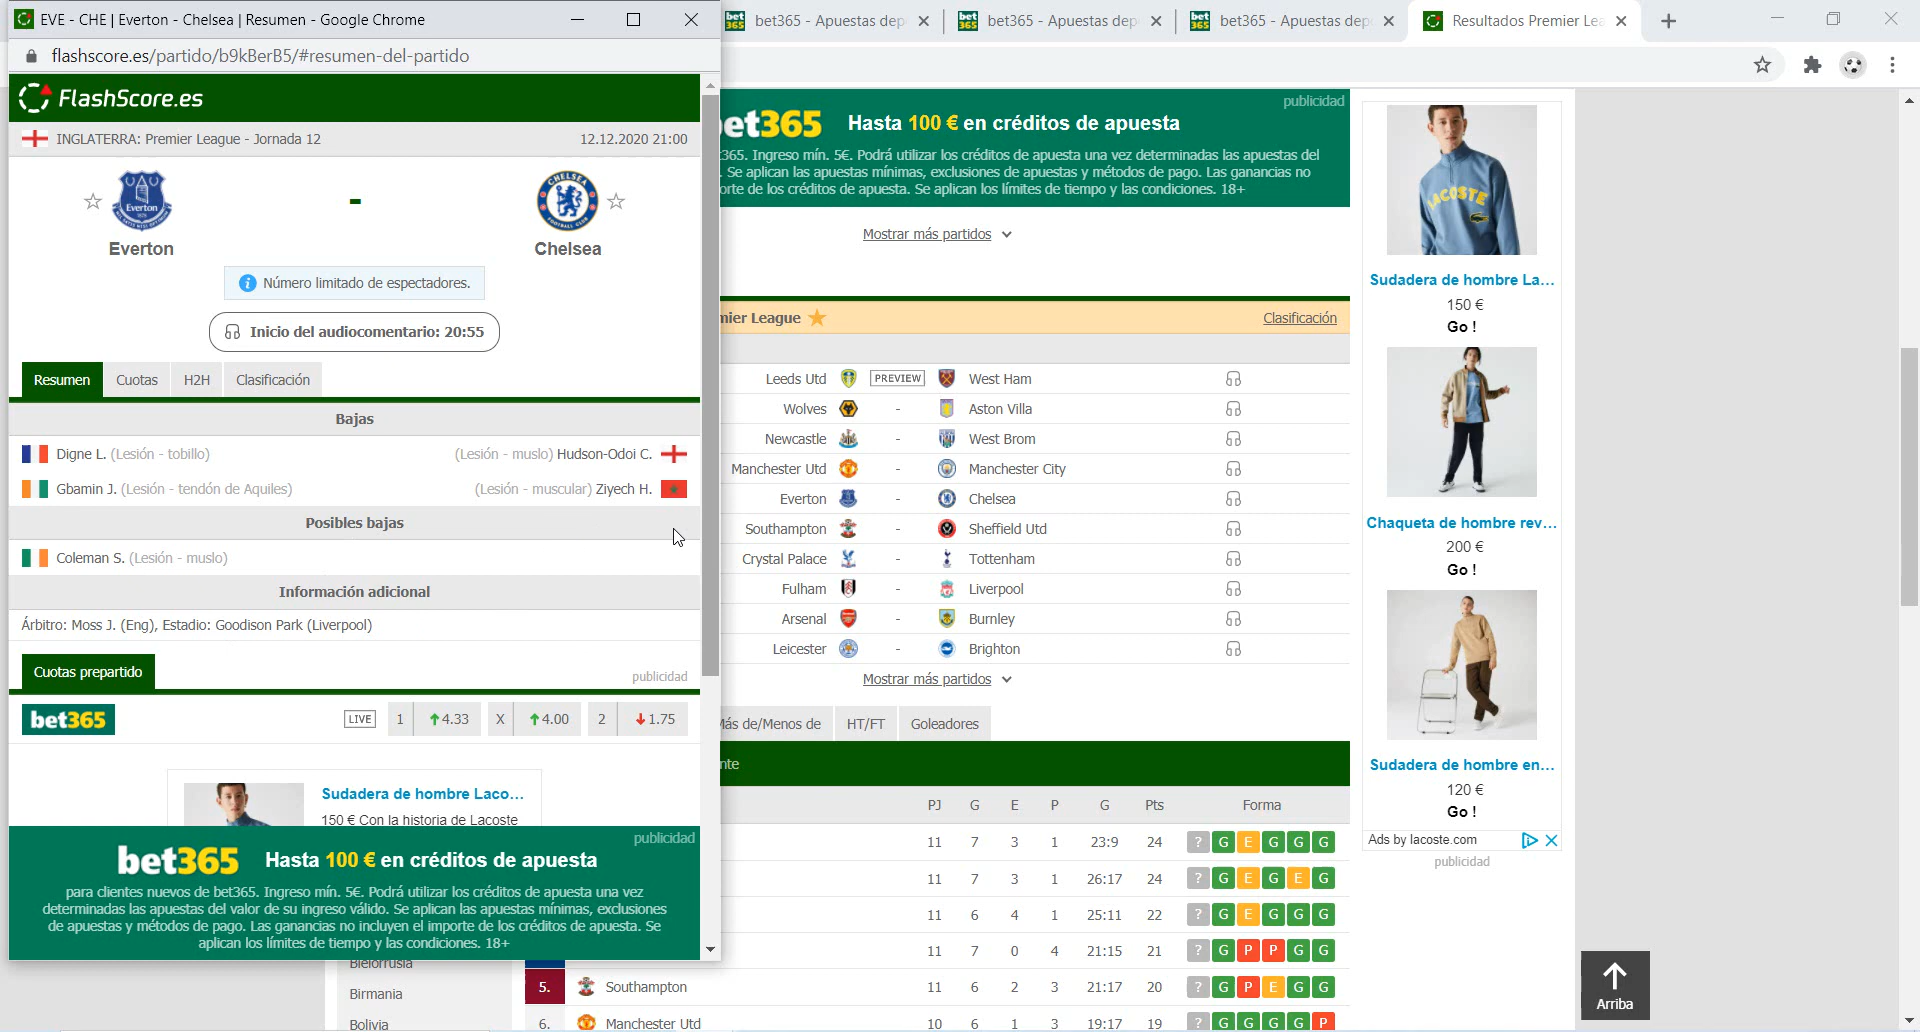 EVE - CHE | Everton - Chelsea | Resumen - Google Chrome
flashscore.es/partido/b9kBerB5/#resumen-del-partido
FlashScore.es
INGLATERRA: Premier League - Jornada 12
12.12.2020 21:00
Everton
Chelsea
-
Número limitado de espectadores.
Inicio del audiocomentario: 20:55
Resumen
Cuotas
H2H
Clasificación
Bajas
Digne L. (Lesión - tobillo)
(Lesión - muslo) Hudson-Odoi C.
Gbamin J. (Lesión - tendón de Aquiles)
(Lesión - muscular) Ziyech H.
Posibles bajas
Coleman S. (Lesión - muslo)
Información adicional
Árbitro: Moss J. (Eng), Estadio: Goodison Park (Liverpool)
Cuotas prepartido
publicidad
bet365
LIVE
1 4.33
X 4.00
2 1.75
Sudadera de hombre Laco...
150 € Con la historia de Lacoste
publicidad
bet365 Hasta 100 € en créditos de apuesta
para clientes nuevos de bet365. Ingreso mín. 5€. Podrá utilizar los créditos de apuesta una vez
determinadas las apuestas del valor de su ingreso válido. Se aplican las apuestas mínimas, exclusiones
de apuestas y métodos de pago. Las ganancias no incluyen el importe de los créditos de apuesta. Se
aplican los límites de tiempo y las condiciones. 18+
Bielorrusia
Birmania
Bolivia
bet365 - Apuestas dep
bet365 - Apuestas dep
bet365 - Apuestas depo
Resultados Premier Lea
publicidad
et365 Hasta 100 € en créditos de apuesta
365. Ingreso mín. 5€. Podrá utilizar los créditos de apuesta una vez determinadas las apuestas del
. Se aplican las apuestas mínimas, exclusiones de apuestas y métodos de pago. Las ganancias no
orte de los créditos de apuesta. Se aplican los límites de tiempo y las condiciones. 18+
Mostrar más partidos
mier League
Clasificación
Leeds Utd PREVIEW West Ham
Wolves - Aston Villa
Newcastle - West Brom
Manchester Utd - Manchester City
Everton - Chelsea
Southampton - Sheffield Utd
Crystal Palace - Tottenham
Fulham - Liverpool
Arsenal - Burnley
Leicester - Brighton
Mostrar más partidos
Más de/Menos de
HT/FT
Goleadores
nte
PJ G E P G Pts Forma
11 7 3 1 23:9 24 ? G E G G G
11 7 3 1 26:17 24 ? G E G E G
11 6 4 1 25:11 22 ? G E G G G
11 7 0 4 21:15 21 ? G P P G G
5. Southampton 11 6 2 3 21:17 20 ? G P E G G
6. Manchester Utd 10 6 1 3 19:17 19 ? G G G G P
LACOSTE
Sudadera de hombre La...
150 €
Go !
Chaqueta de hombre rev...
200 €
Go !
Sudadera de hombre en...
120 €
Go !
Ads by lacoste.com
publicidad
Arriba